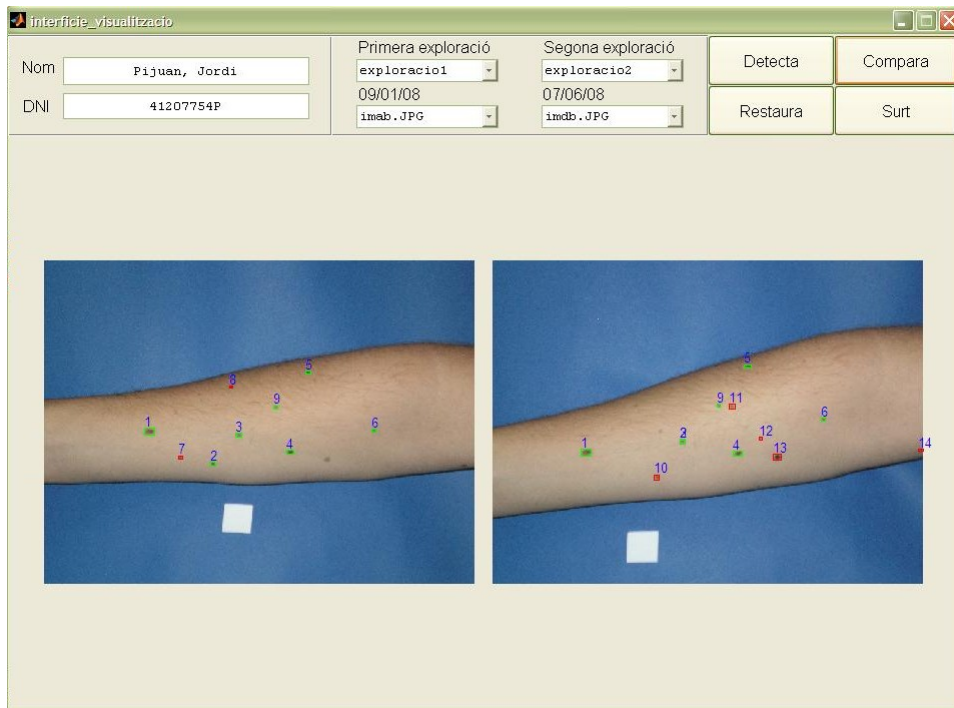 interficie_visualitzacio
Nom
Pijuan, Jordi
DNI
41207754P
Primera exploració
exploracio1
09/01/08
imab.JPG
Segona exploració
exploracio2
07/06/08
imdb.JPG
Detecta
Compara
Restaura
Surt
5
8
9
1
3
6
4
7
2
5
9 11
6
1
12
4
13
14
10